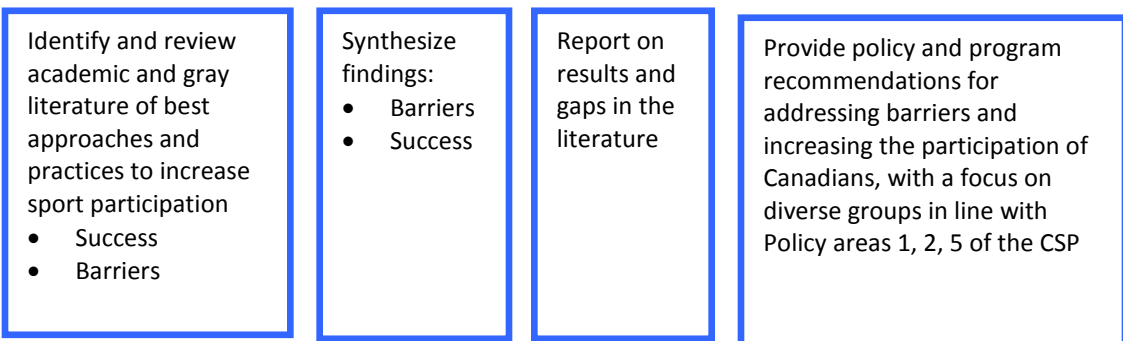 Identify and review
academic and gray
literature of best
approaches and
practices to increase
sport participation
• Success
• Barriers
Synthesize
findings:
• Barriers
• Success
Report on
results and
gaps in the
literature
Provide policy and program
recommendations for
addressing barriers and
increasing the participation of
Canadians, with a focus on
diverse groups in line with
Policy areas 1, 2, 5 of the CSP